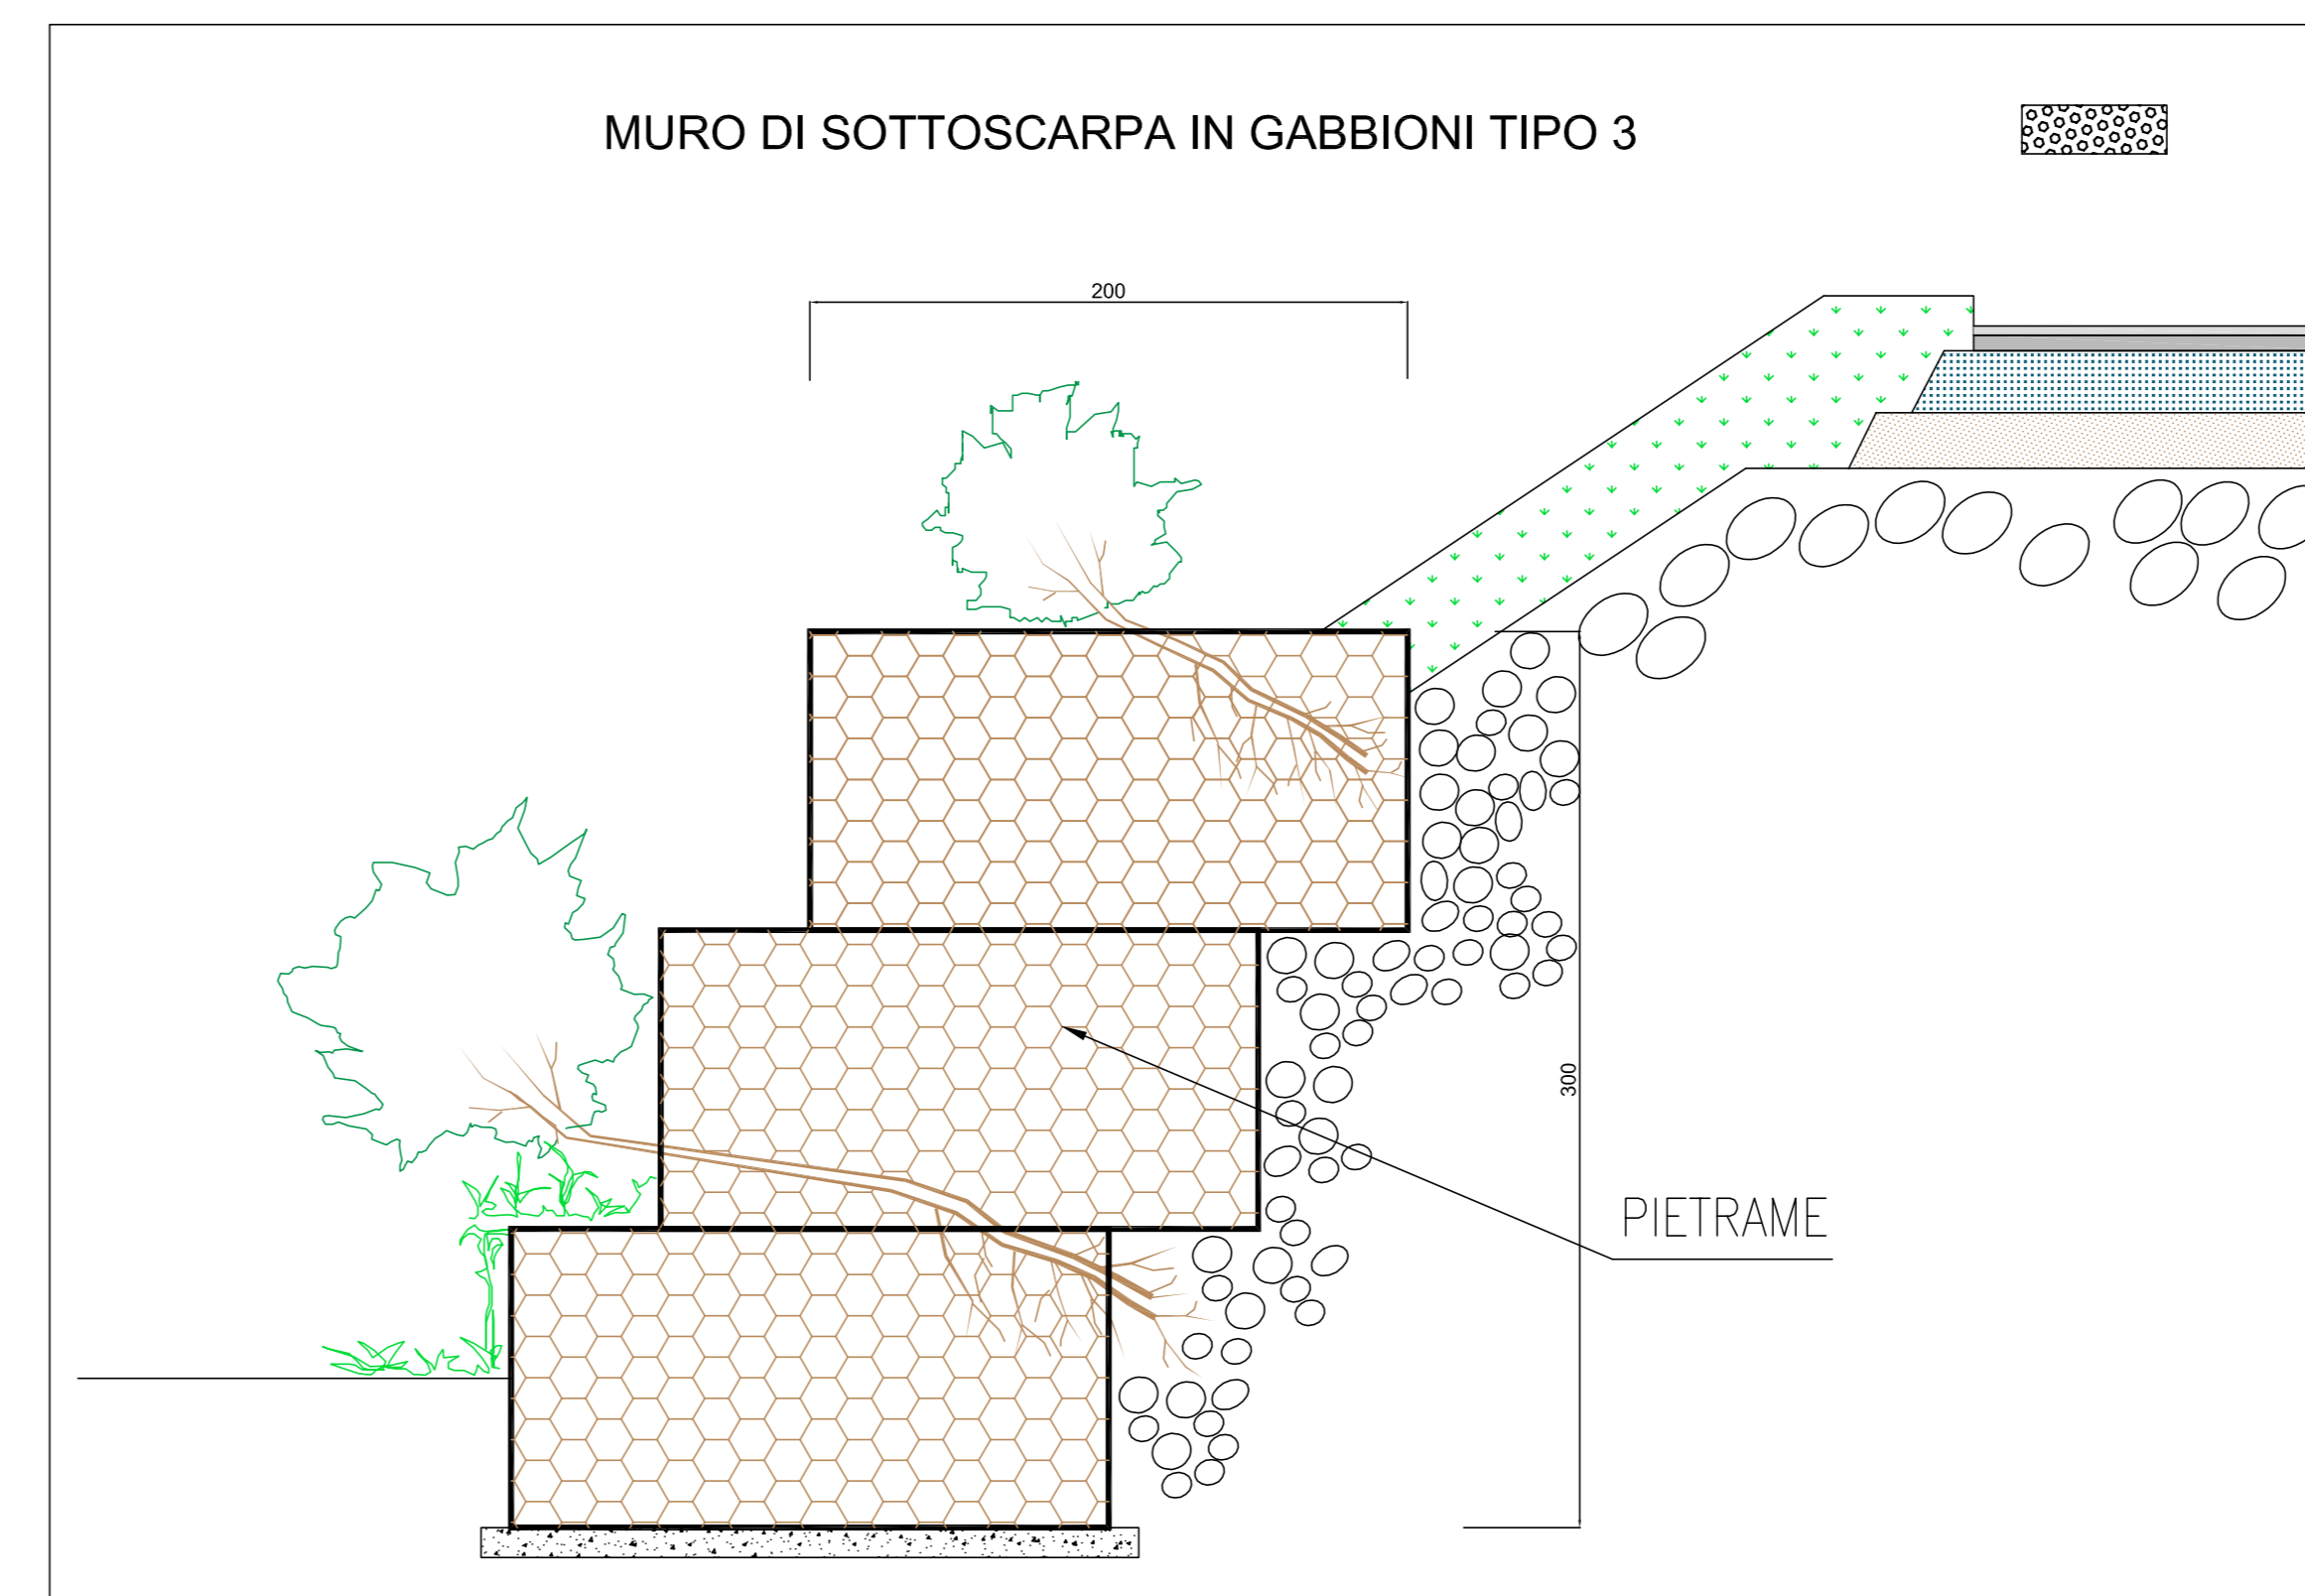 MURO DI SOTTOSCARPA IN GABBIONI TIPO 3
200
300
PIETRAME